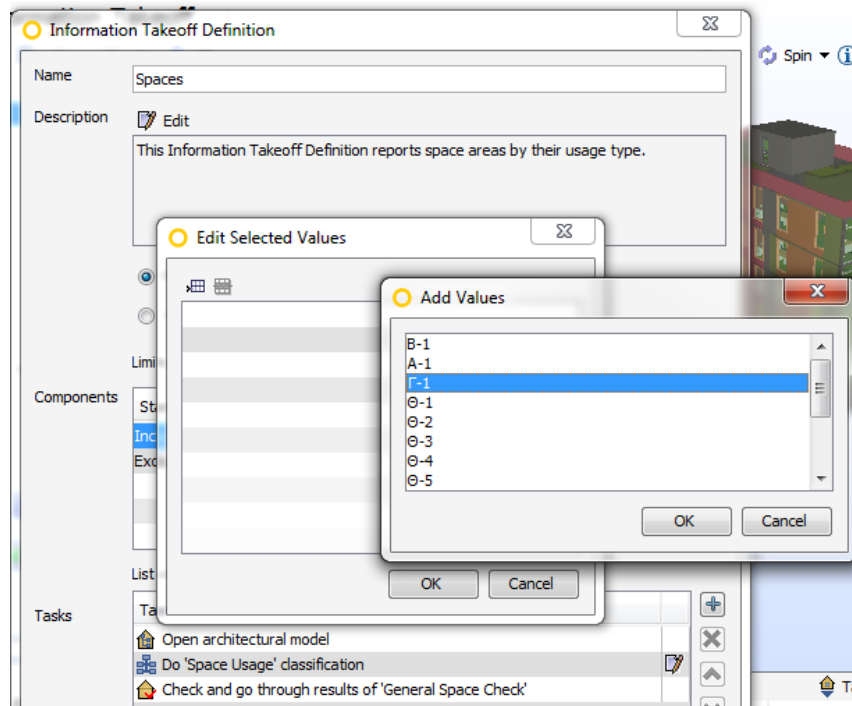 Information Takeoff Definition
Spin
Name
Spaces
Description
Edit
This Information Takeoff Definition reports space areas by their usage type.
Edit Selected Values
Add Values
Β-1
Α-1
Γ-1
Θ-1
Θ-2
Θ-3
Θ-4
Θ-5
OK
Cancel
Components
OK
Cancel
List
Tasks
Open architectural model
Do 'Space Usage' classification
Check and go through results of 'General Space Check'